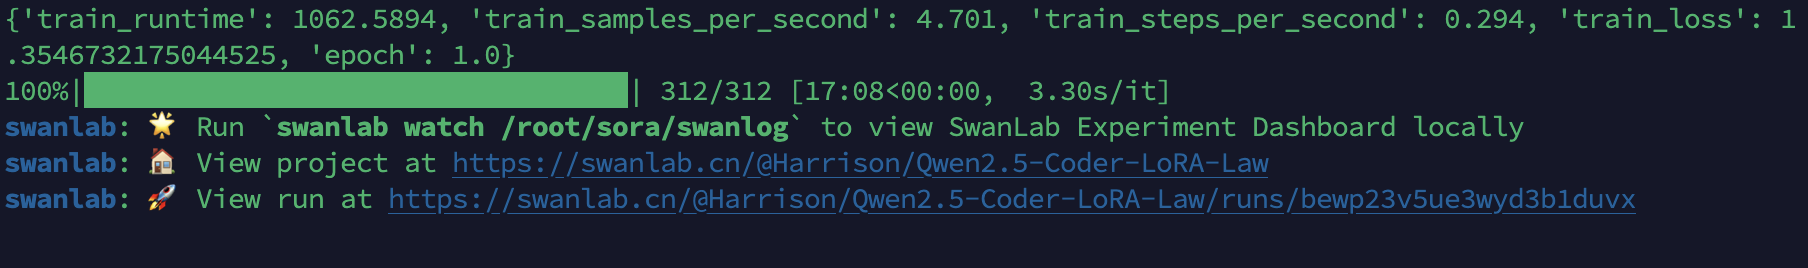 {'train_runtime': 1062.5894, 'train_samples_per_second': 4.701, 'train_steps_per_second': 0.294, 'train_loss': 1
.3546732175044525, 'epoch': 1.0}
100%|██████████| 312/312 [17:08<00:00,  3.30s/it]
swanlab: 🌟 Run `swanlab watch /root/sora/swanlog` to view SwanLab Experiment Dashboard locally
swanlab: 🏠 View project at https://swanlab.cn/@Harrison/Qwen2.5-Coder-LoRA-Law
swanlab: 🚀 View run at https://swanlab.cn/@Harrison/Qwen2.5-Coder-LoRA-Law/runs/bewp23v5ue3wyd3b1duvx